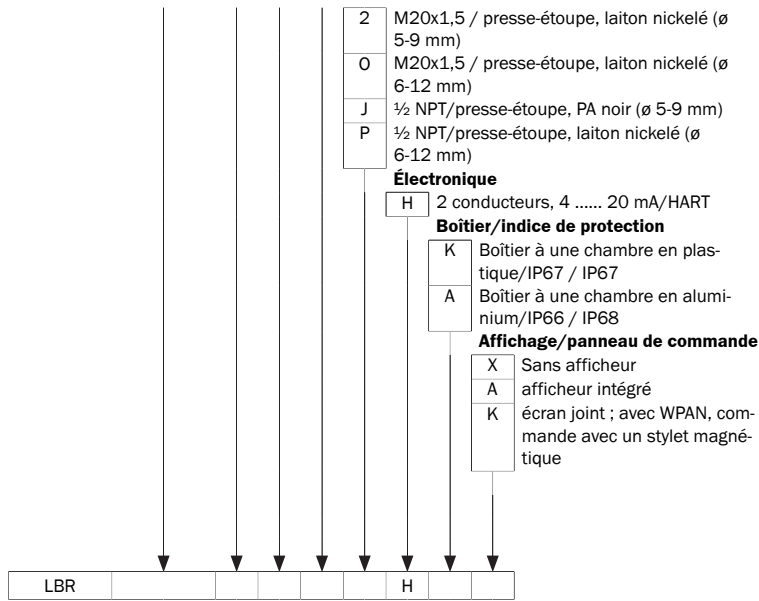 2 M20x1,5 / presse-étoupe, laiton nickelé (ø
5-9 mm)
0 M20x1,5 / presse-étoupe, laiton nickelé (ø
6-12 mm)
J ½ NPT/presse-étoupe, PA noir (ø 5-9 mm)
P ½ NPT/presse-étoupe, laiton nickelé (ø
6-12 mm)
Électronique
H 2 conducteurs, 4 ...... 20 mA/HART
Boîtier/indice de protection
K Boîtier à une chambre en plas-
tique/IP67 / IP67
A Boîtier à une chambre en alumi-
nium/IP66 / IP68
Affichage/panneau de commande
X Sans afficheur
A afficheur intégré
K écran joint ; avec WPAN, com-
mande avec un stylet magné-
tique
LBR H